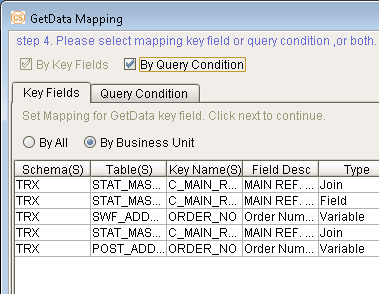 GetData Mapping
step 4. Please select mapping key field or query condition ,or both.
By Key Fields By Query Condition
Key Fields Query Condition
Set Mapping for GetData key field. Click next to continue.
By All By Business Unit
Schema(S) Table(S) Key Name(S) Field Desc Type
TRX STAT_MAS... C_MAIN_R... MAIN REF. ... Join
TRX STAT_MAS... C_MAIN_R... MAIN REF. ... Field
TRX SWF_ADD... ORDER_NO Order Num... Variable
TRX STAT_MAS... C_MAIN_R... MAIN REF. ... Join
TRX POST_ADD... ORDER_NO Order Num... Variable